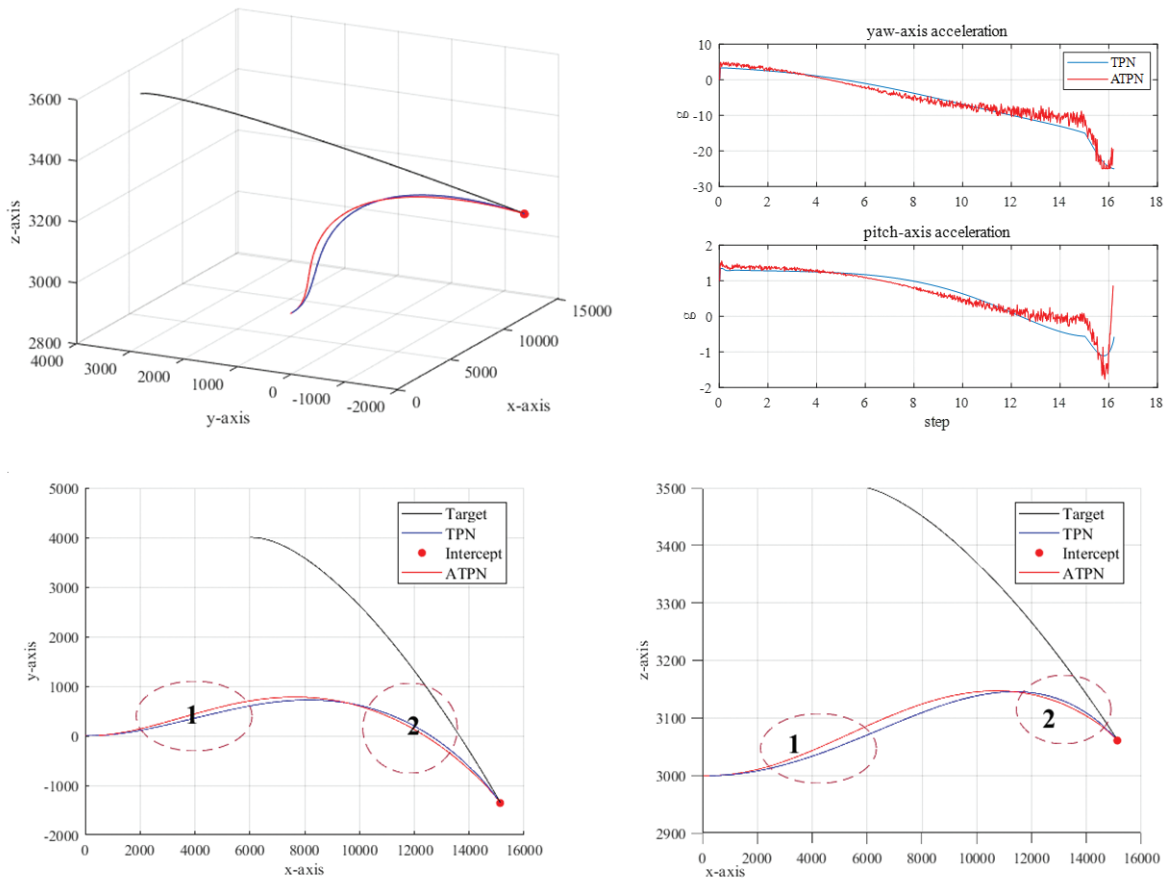 3600
3400
3200
3000
2800
z-axis
4000
3000
2000
1000
0
-1000
-2000
y-axis
0
5000
10000
15000
x-axis
yaw-axis acceleration
10
0
-10
-20
-30
g
TPN
ATPN
0 2 4 6 8 10 12 14 16 18
pitch-axis acceleration
2
1
0
-1
-2
g
0 2 4 6 8 10 12 14 16 18
step
5000
4000
3000
2000
1000
0
-1000
-2000
y-axis
Target
TPN
Intercept
ATPN
1
2
0 2000 4000 6000 8000 10000 12000 14000 16000
x-axis
3500
3400
3300
3200
3150
3100
3000
2900
z-axis
Target
TPN
Intercept
ATPN
1
2
0 2000 4000 6000 8000 10000 12000 14000 16000
x-axis